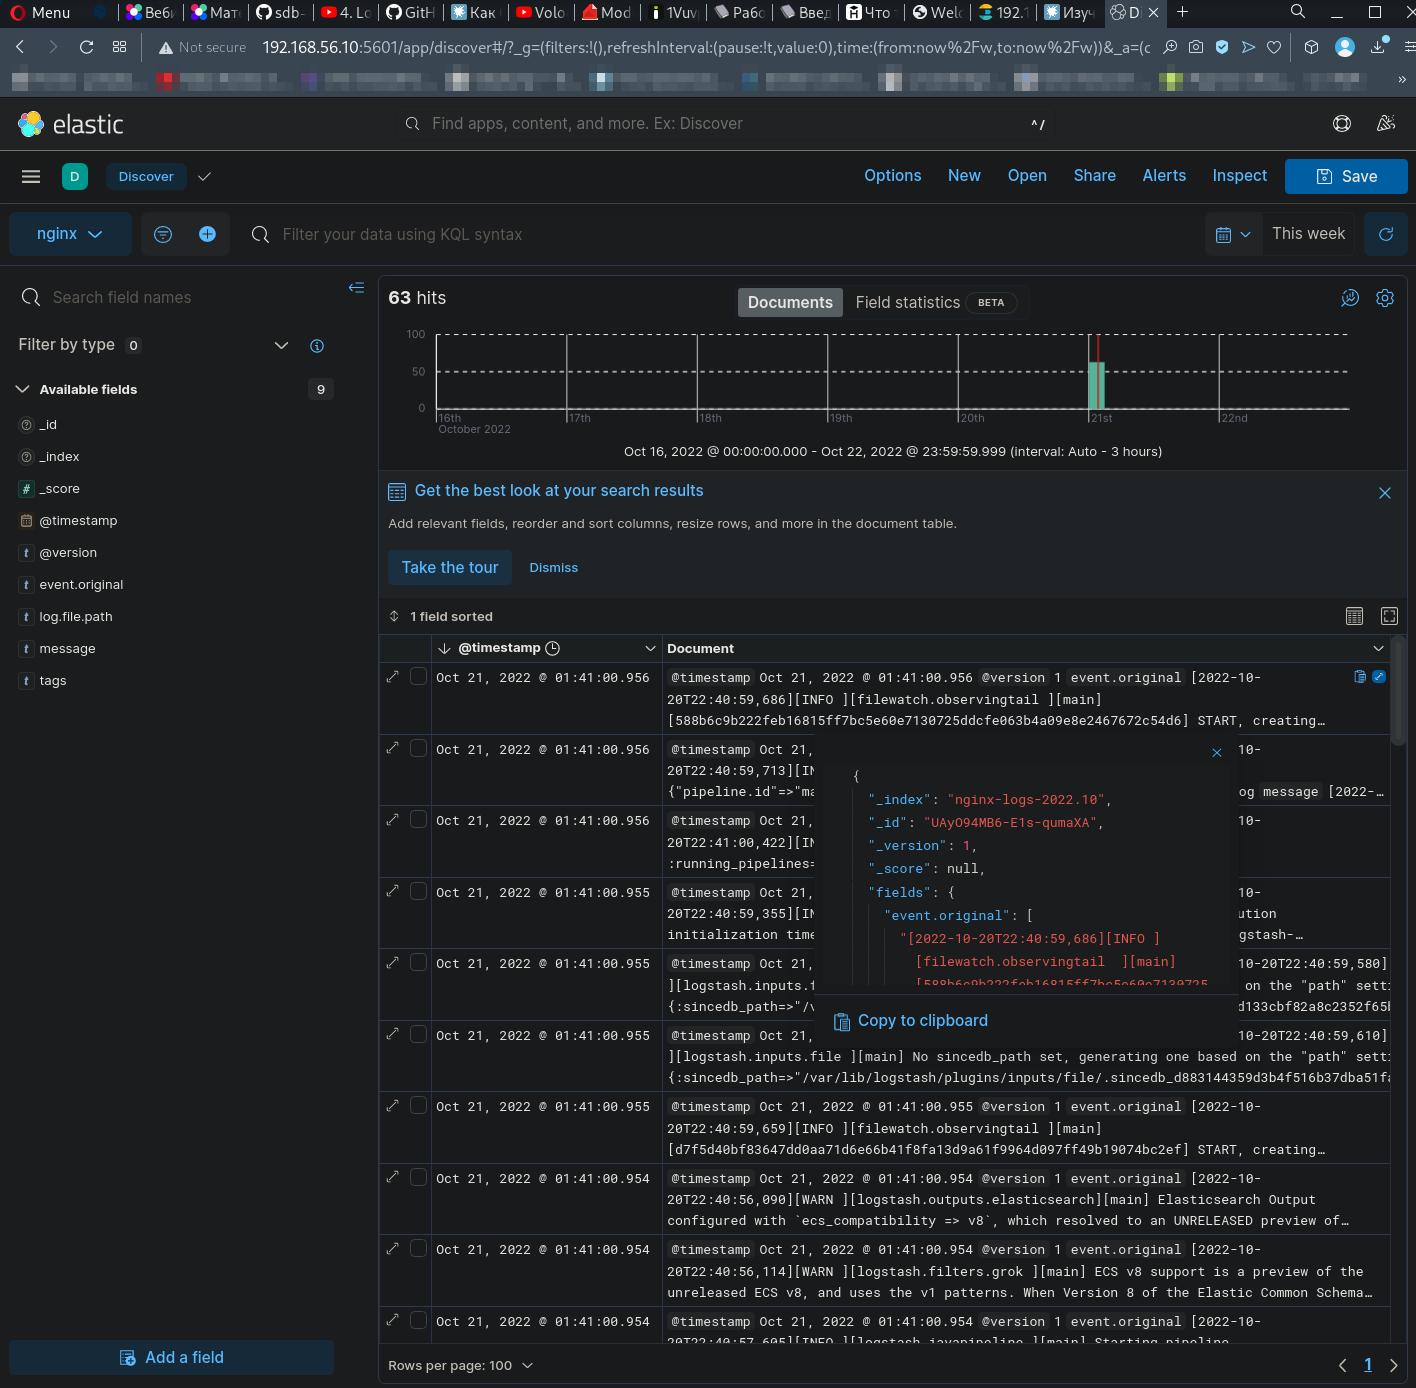 Menu
Веби
Мат
sdb-
4. Lo
GitH
Как
Volo
Mod
1Vuv
Рабо
Введ
Что
Welc
192.1
Изуч
Di
Not secure
192.168.56.10:5601/app/discover#/?_g=(filters:!(),refreshInterval:(pause:!t,value:0),time:(from:now%2Fw,to:now%2Fw))&_a=(c
elastic
Find apps, content, and more. Ex: Discover
^/
D
Discover
Options
New
Open
Share
Alerts
Inspect
Save
nginx
Filter your data using KQL syntax
This week
Search field names
Filter by type 0
Available fields
9
_id
_index
_score
@timestamp
@version
event.original
log.file.path
message
tags
Add a field
63 hits
Documents
Field statistics
BETA
100
50
0
16th
17th
18th
19th
20th
21st
22nd
October 2022
Oct 16, 2022 @ 00:00:00.000 - Oct 22, 2022 @ 23:59:59.999 (interval: Auto - 3 hours)
Get the best look at your search results
Add relevant fields, reorder and sort columns, resize rows, and more in the document table.
Take the tour
Dismiss
1 field sorted
@timestamp
Document
Oct 21, 2022 @ 01:41:00.956
@timestamp Oct 21, 2022 @ 01:41:00.956 @version 1 event.original [2022-10-
20T22:40:59,686][INFO ][filewatch.observingtail ][main]
[588b6c9b222feb16815ff7bc5e60e7130725ddcfe063b4a09e8e2467672c54d6] START, creating…
Oct 21, 2022 @ 01:41:00.956
@timestamp Oct 21,
10-
20T22:40:59,713][IN
{"pipeline.id"=>"ma
og message [2022-…
Oct 21, 2022 @ 01:41:00.956
@timestamp Oct 21,
10-
20T22:41:00,422][IN
:running_pipelines=
Oct 21, 2022 @ 01:41:00.955
@timestamp Oct 21,
10-
20T22:40:59,355][IN
ution
initialization time
gstash-…
Oct 21, 2022 @ 01:41:00.955
@timestamp Oct 21,
10-20T22:40:59,580]
][logstash.inputs.f
on the "path" setti
{:sincedb_path=>"/v
d133cbf82a8c2352f65b
Oct 21, 2022 @ 01:41:00.955
@timestamp Oct 21,
10-20T22:40:59,610]
][logstash.inputs.file ][main] No sincedb_path set, generating one based on the "path" setti
{:sincedb_path=>"/var/lib/logstash/plugins/inputs/file/.sincedb_d883144359d3b4f516b37dba51fa
Oct 21, 2022 @ 01:41:00.955
@timestamp Oct 21, 2022 @ 01:41:00.955 @version 1 event.original [2022-10-
20T22:40:59,659][INFO ][filewatch.observingtail ][main]
[d7f5d40bf83647dd0aa71d6e66b41f8fa13d9a61f9964d097ff49b19074bc2ef] START, creating…
Oct 21, 2022 @ 01:41:00.954
@timestamp Oct 21, 2022 @ 01:41:00.954 @version 1 event.original [2022-10-
20T22:40:56,090][WARN ][logstash.outputs.elasticsearch][main] Elasticsearch Output
configured with `ecs_compatibility => v8`, which resolved to an UNRELEASED preview of…
Oct 21, 2022 @ 01:41:00.954
@timestamp Oct 21, 2022 @ 01:41:00.954 @version 1 event.original [2022-10-
20T22:40:56,114][WARN ][logstash.filters.grok ][main] ECS v8 support is a preview of the
unreleased ECS v8, and uses the v1 patterns. When Version 8 of the Elastic Common Schema…
Oct 21, 2022 @ 01:41:00.954
@timestamp Oct 21, 2022 @ 01:41:00.954 @version 1 event.original [2022-10-
20T22:40:57,605][INFO ][logstash.javapipeline ][main] Starting pipeline
{
"_index": "nginx-logs-2022.10",
"_id": "UAyO94MB6-E1s-qumaXA",
"_version": 1,
"_score": null,
"fields": {
"event.original": [
"[2022-10-20T22:40:59,686][INFO ]
[filewatch.observingtail ][main]
[588b6c9b222feb16815ff7bc5e60e7130725
Copy to clipboard
Rows per page: 100
1